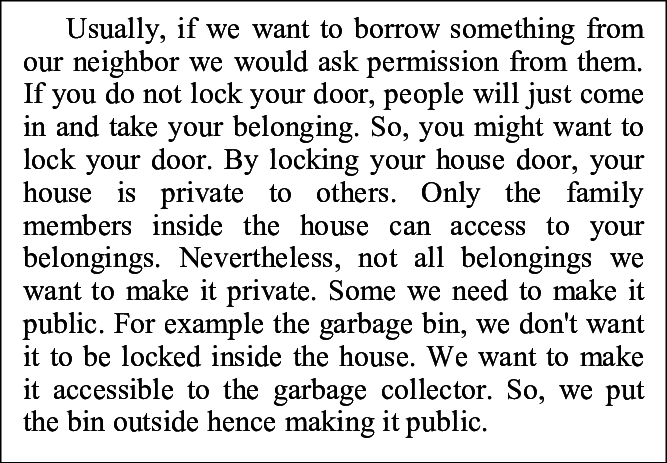 Usually, if we want to borrow something from
our neighbor we would ask permission from them.
If you do not lock your door, people will just come
in and take your belonging. So, you might want to
lock your door. By locking your house door, your
house is private to others. Only the family
members inside the house can access to your
belongings. Nevertheless, not all belongings we
want to make it private. Some we need to make it
public. For example the garbage bin, we don't want
it to be locked inside the house. We want to make
it accessible to the garbage collector. So, we put
the bin outside hence making it public.